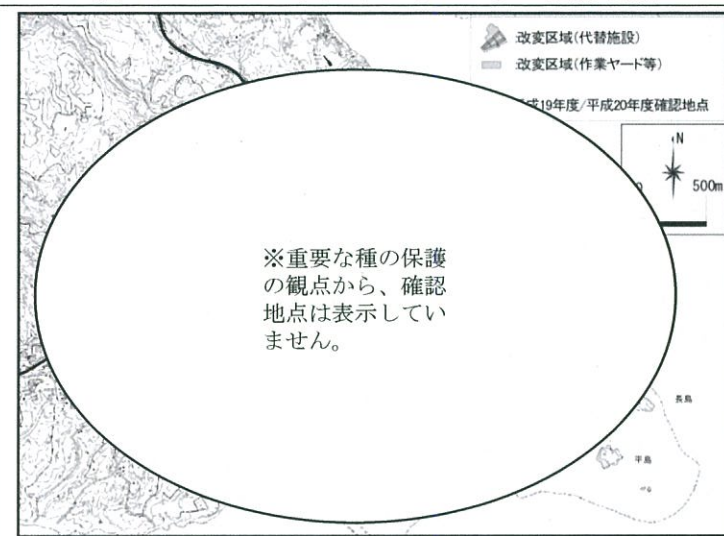 :改変区域(代替施設)
:改変区域(作業ヤード等)
成19年度/平成20年度確認地点
N
500m
※重要な種の保護
の観点から、確認
地点は表示してい
ません。
長島
平島